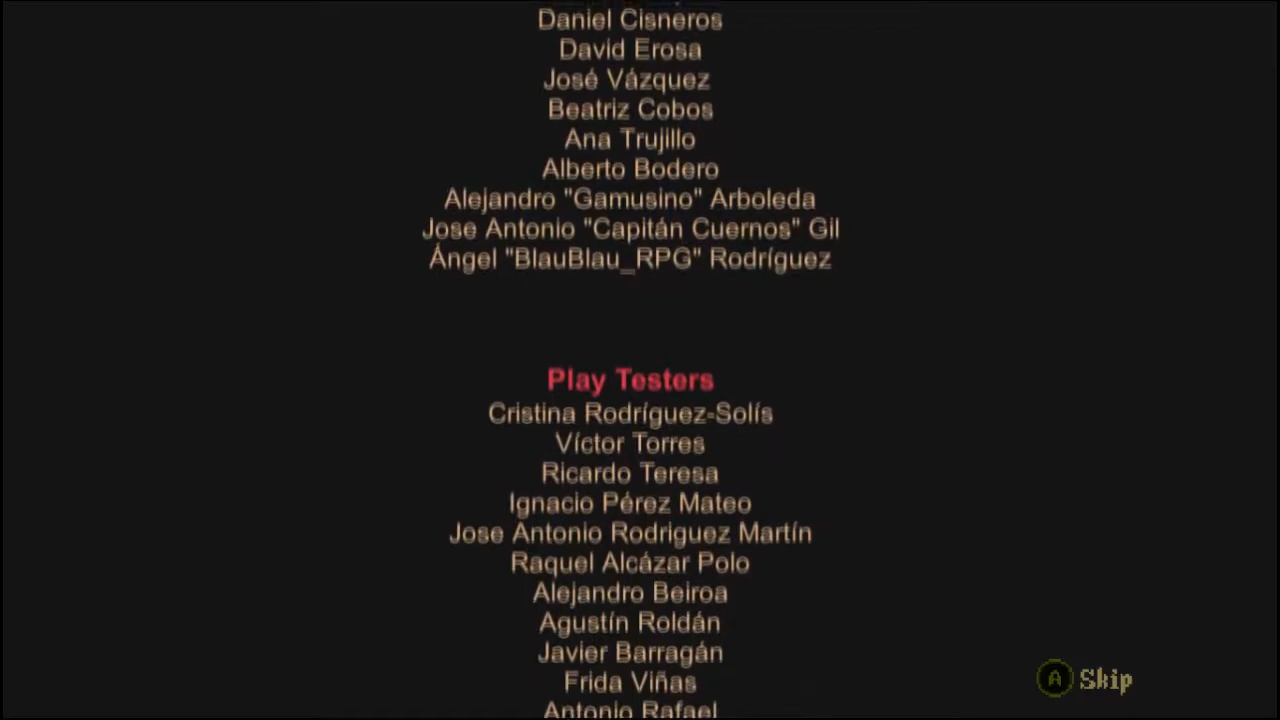 Daniel Cisneros
David Erosa
José Vázquez
Beatriz Cobos
Ana Trujillo
Alberto Bodero
Alejandro "Gamusino" Arboleda
Jose Antonio "Capitán Cuernos" Gil
Ángel "BlauBlau_RPG" Rodríguez
Play Testers
Cristina Rodríguez-Solís
Víctor Torres
Ricardo Teresa
Ignacio Pérez Mateo
Jose Antonio Rodriguez Martín
Raquel Alcázar Polo
Alejandro Beiroa
Agustín Roldán
Javier Barragán
Frida Viñas
Antonio Rafael
A Skip